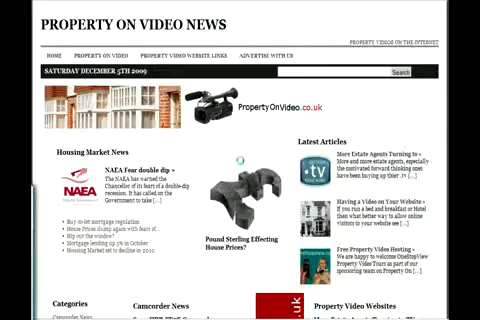 PROPERTY ON VIDEO NEWS
PROPERTY VIDEOS ON THE INTERNET
HOME
PROPERTY ON VIDEO
PROPERTY VIDEO WEBSITE LINKS
ADVERTISE WITH US
SATURDAY DECEMBER 5TH 2009
Search
PropertyOnVideo.co.uk
Housing Market News
NAEA
NAEA Fear double dip »
The NAEA has warned the
Chancellor of its fears of a double-dip
recession. It has called on the
Government to take [...]
Buy-to-let mortgage regulation
House Prices slump again with fears of...
Mortgage lending up 5% in October
Housing Market set to decline in 2010
Pound Sterling Effecting
House Prices?
Latest Articles
.tv
More Estate Agents Turning to »
More and more estate agents, especially
the motivated forward thinking ones
have been buying up thier .tv [...]
Having a Video on Your Website »
If you run a bed and breakfast or Hotel
then what better way to allow online
visitors to your website see [...]
Free Property Video Hosting »
We are happy to welcome OneStopView
Property Video Tours as part of our
sponsoring team on Property On [...]
Categories
Camcorder News
.uk
Property Video Websites